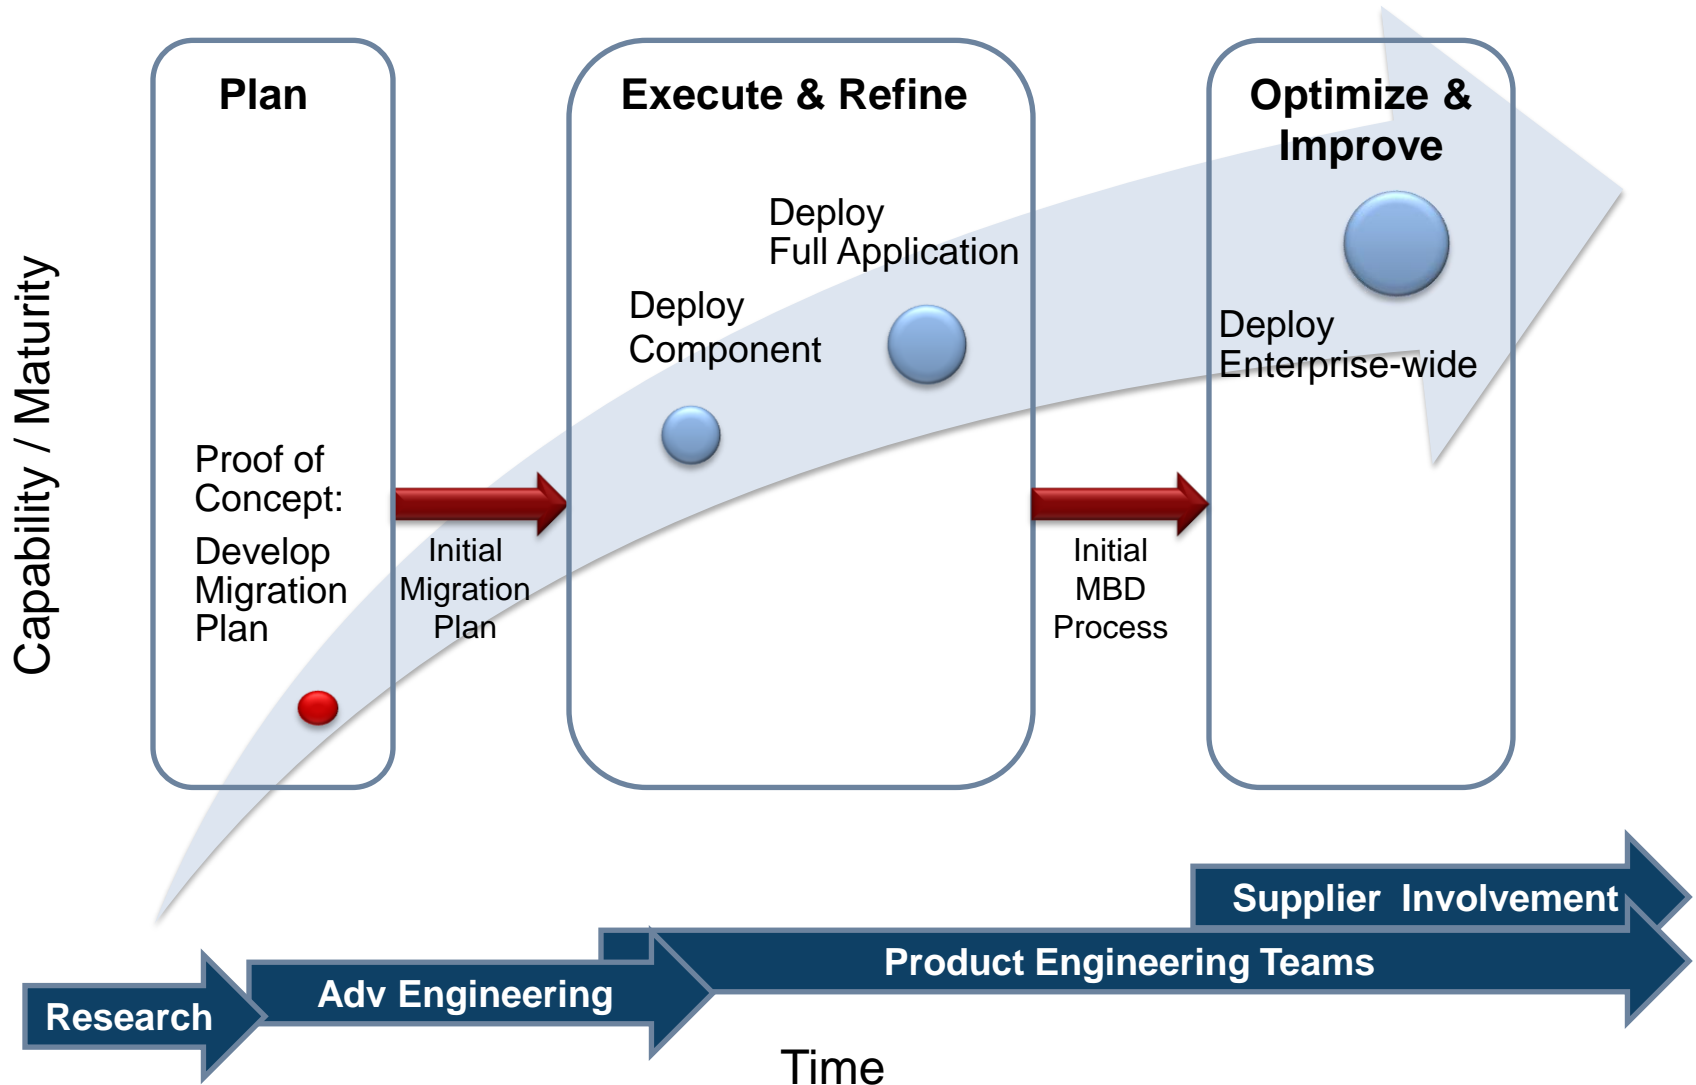 Plan
Execute & Refine
Optimize &
Improve
Deploy
Full Application
Deploy
Component
Deploy
Enterprise-wide
Capability / Maturity
Proof of
Concept:
Develop
Migration
Plan
Initial
Migration
Plan
Initial
MBD
Process
Supplier  Involvement
Product Engineering Teams
Adv Engineering
Research
Time